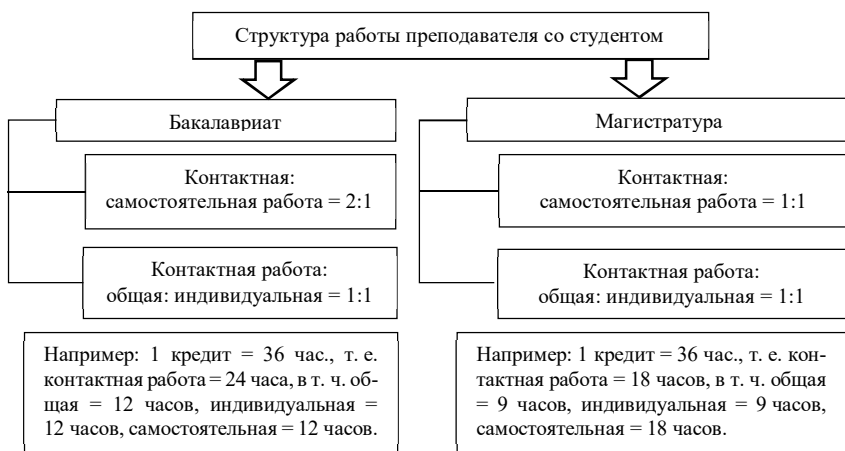 Структура работы преподавателя со студентом
Бакалавриат
Контактная:
самостоятельная работа = 2:1
Контактная работа:
общая: индивидуальная = 1:1
Например: 1 кредит = 36 час., т. е.
контактная работа = 24 часа, в т. ч. об-
щая = 12 часов, индивидуальная =
12 часов, самостоятельная = 12 часов.
Магистратура
Контактная:
самостоятельная работа = 1:1
Контактная работа:
общая: индивидуальная = 1:1
Например: 1 кредит = 36 час., т. е. кон-
тактная работа = 18 часов, в т. ч. общая
= 9 часов, индивидуальная = 9 часов,
самостоятельная = 18 часов.